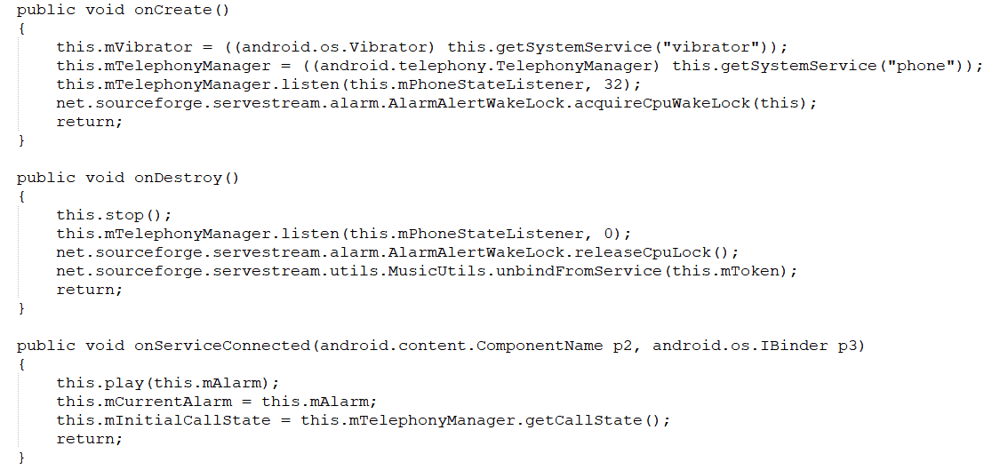 public void onCreate()
{
    this.mVibrator = ((android.os.Vibrator) this.getSystemService("vibrator"));
    this.mTelephonyManager = ((android.telephony.TelephonyManager) this.getSystemService("phone"));
    this.mTelephonyManager.listen(this.mPhoneStateListener, 32);
    net.sourceforge.servestream.alarm.AlarmAlertWakeLock.acquireCpuWakeLock(this);
    return;
}

public void onDestroy()
{
    this.stop();
    this.mTelephonyManager.listen(this.mPhoneStateListener, 0);
    net.sourceforge.servestream.alarm.AlarmAlertWakeLock.releaseCpuLock();
    net.sourceforge.servestream.utils.MusicUtils.unbindFromService(this.mToken);
    return;
}

public void onServiceConnected(android.content.ComponentName p2, android.os.IBinder p3)
{
    this.play(this.mAlarm);
    this.mCurrentAlarm = this.mAlarm;
    this.mInitialCallState = this.mTelephonyManager.getCallState();
    return;
}